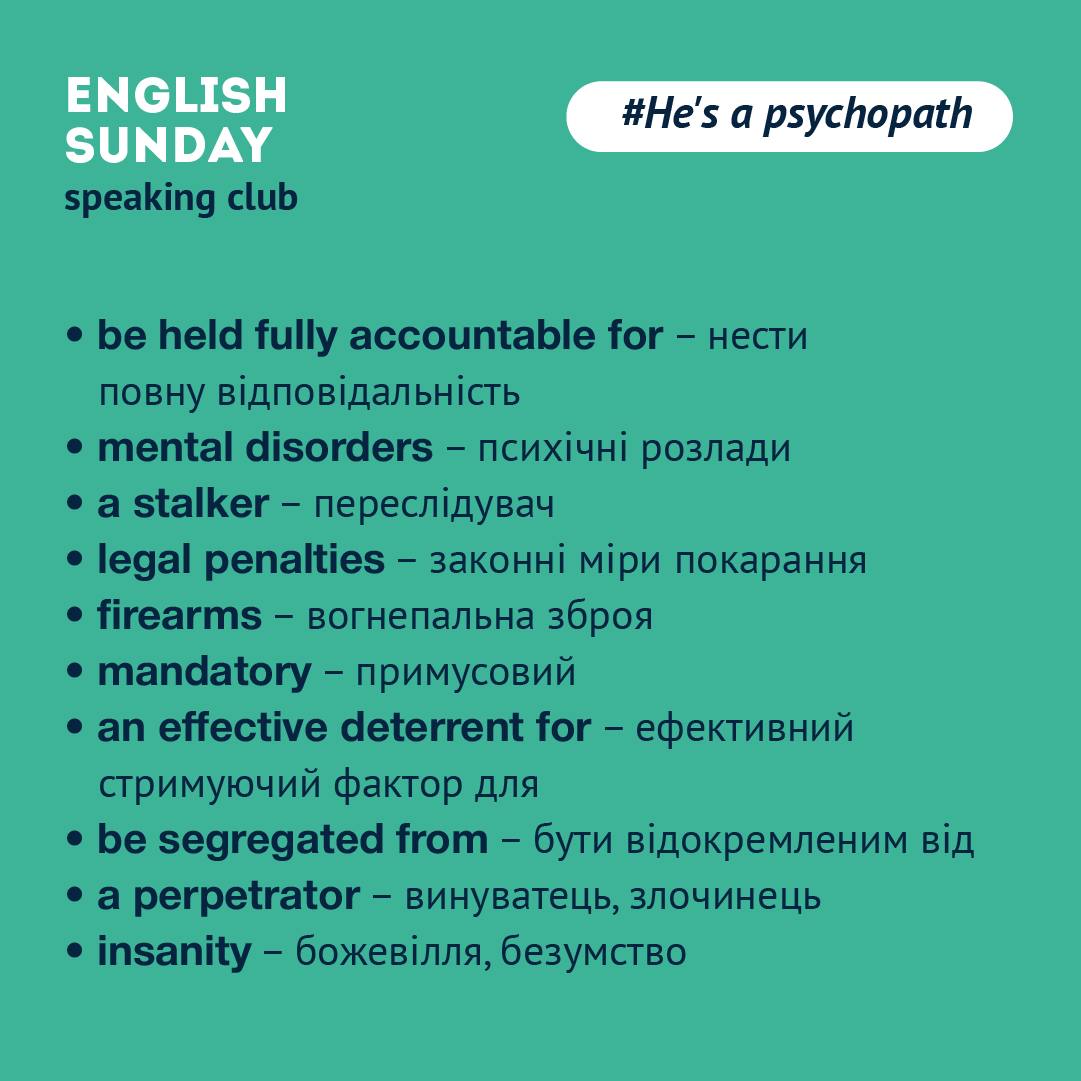 ENGLISH
SUNDAY
speaking club
#He's a psychopath
• be held fully accountable for – нести
повну відповідальність
• mental disorders – психічні розлади
• a stalker – переслідувач
• legal penalties – законні міри покарання
• firearms – вогнепальна зброя
• mandatory – примусовий
• an effective deterrent for – ефективний
стримуючий фактор для
• be segregated from – бути відокремленим від
• a perpetrator – винуватець, злочинець
• insanity – божевілля, безумство